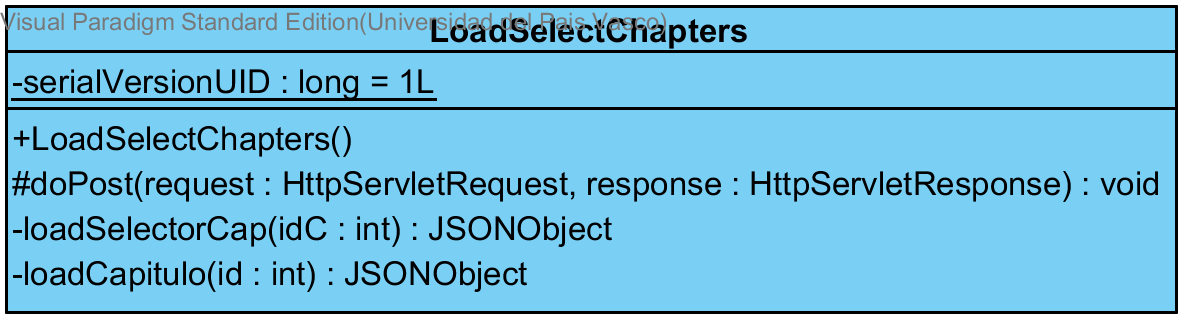 Visual Paradigm Standard Edition(Universidad del Pais Vasco)
LoadSelectChapters
-serialVersionUID : long = 1L
+LoadSelectChapters()
#doPost(request : HttpServletRequest, response : HttpServletResponse) : void
-loadSelectorCap(idC : int) : JSONObject
-loadCapitulo(id : int) : JSONObject